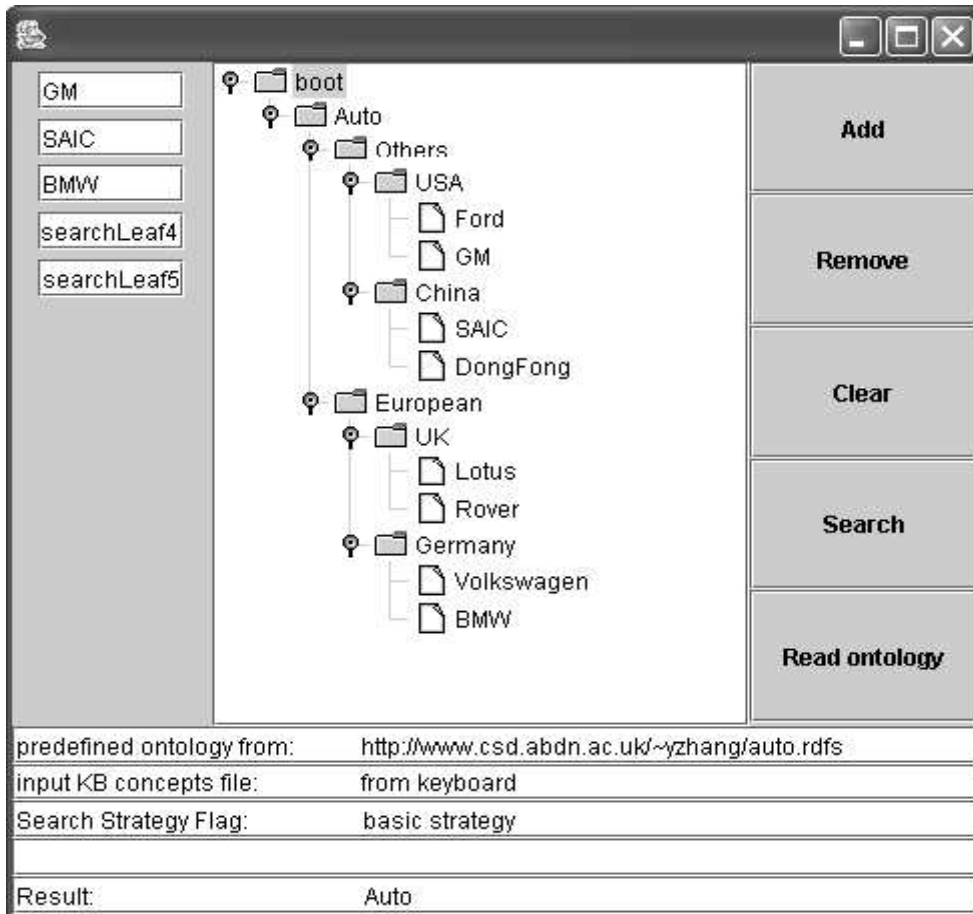 GM
SAIC
BMW
searchLeaf4
searchLeaf5
boot
Auto
Others
USA
Ford
GM
China
SAIC
DongFong
European
UK
Lotus
Rover
Germany
Volkswagen
BMW
Add
Remove
Clear
Search
Read ontology
predefined ontology from: http://www.csd.abdn.ac.uk/~yzhang/auto.rdfs
input KB concepts file: from keyboard
Search Strategy Flag: basic strategy
Result: Auto